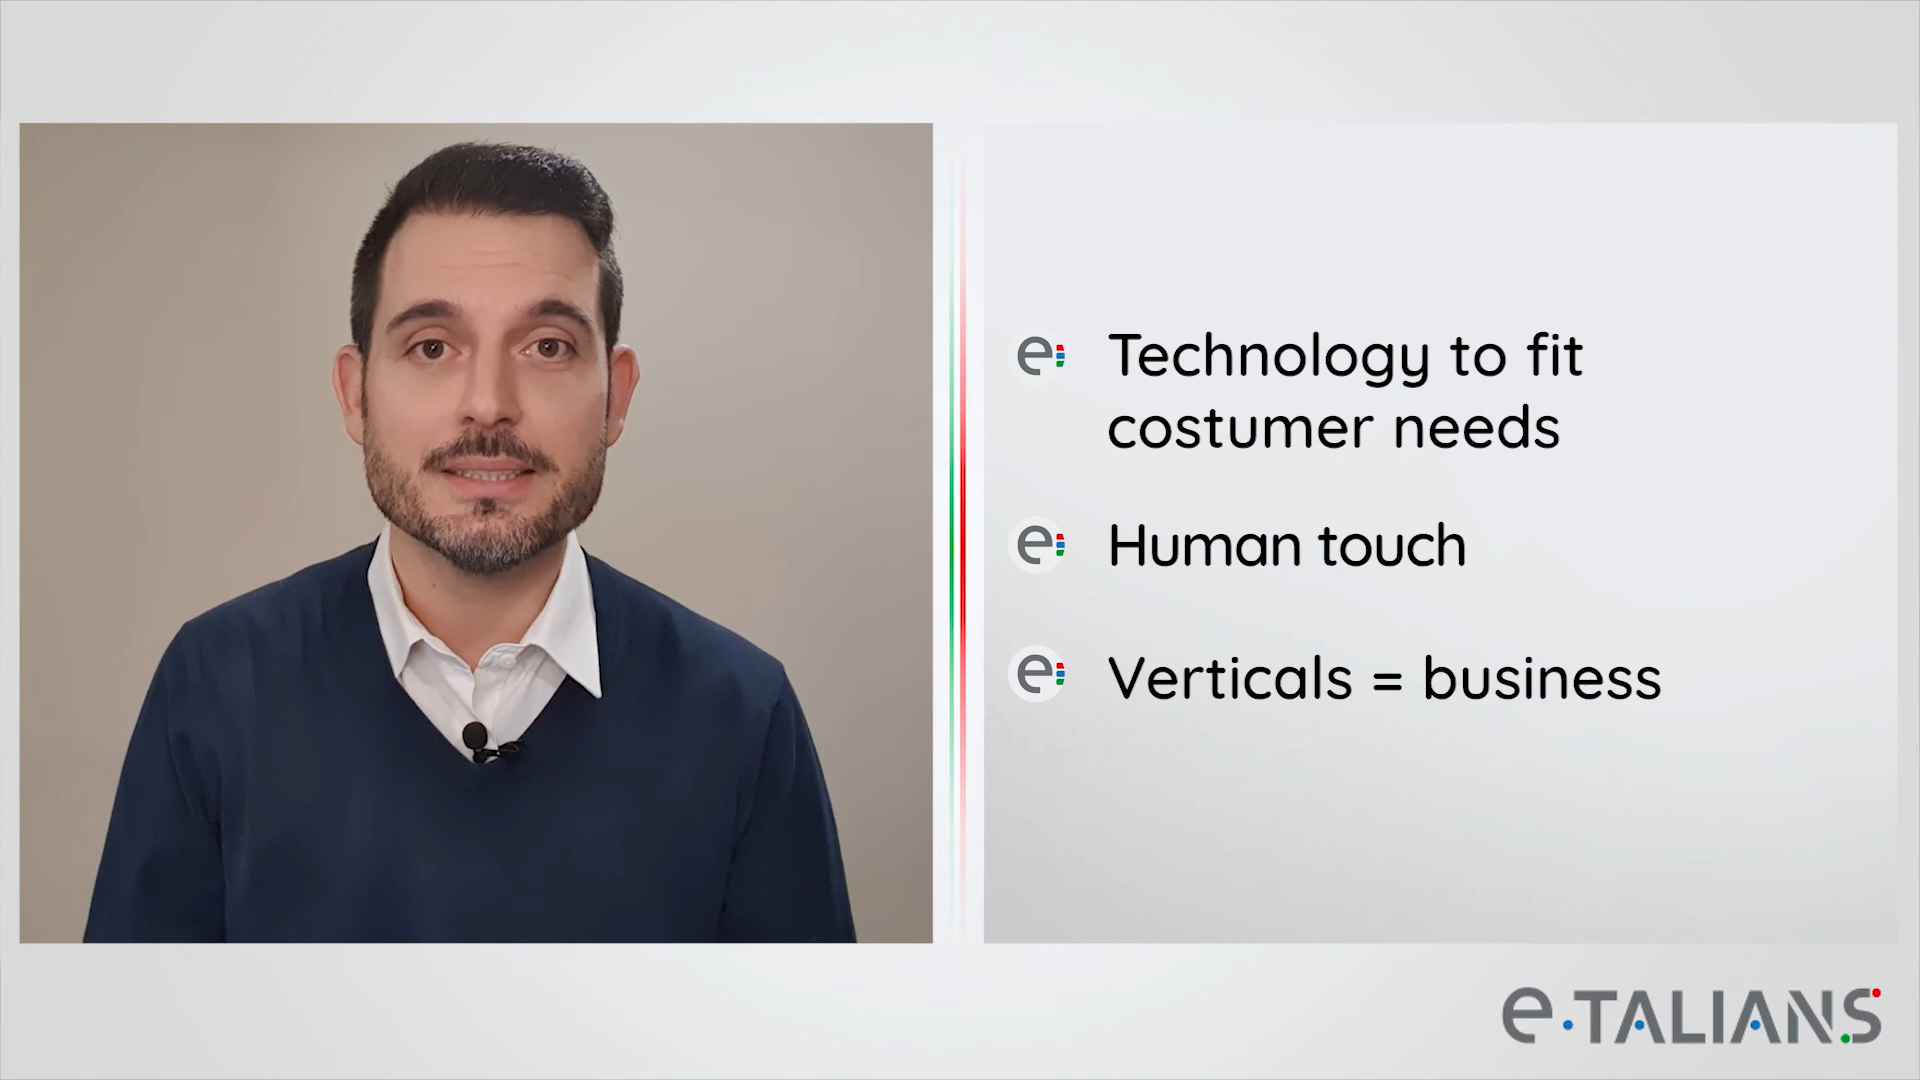 Technology to fit
costumer needs
Human touch
Verticals = business
e.TALIANS